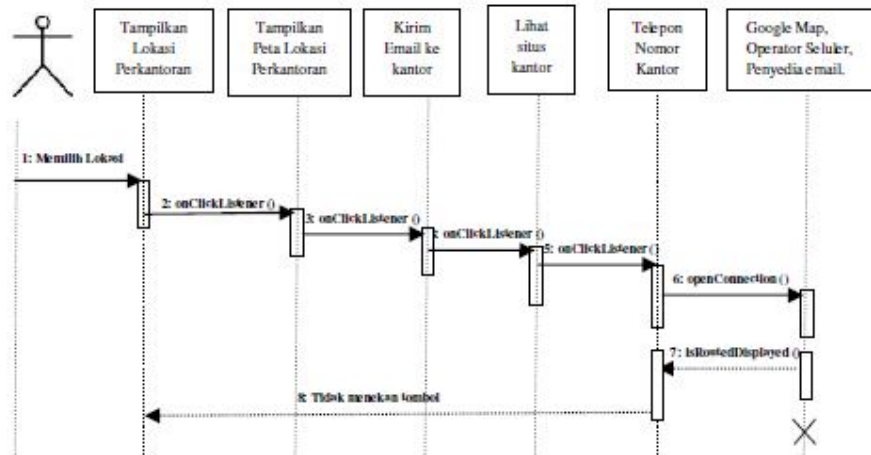 Tampilkan
Lokasi
Perkantoran
Tampilkan
Peta Lokasi
Perkantoran
Kirim
Email ke
kantor
Lihat
situs
kantor
Telepon
Nomor
Kantor
Google Map,
Operator Seluler,
Penyedia email.
1: Memilih Lokasi
2: onClickListener ()
3: onClickListener ()
: onClickListener ()
5: onClickListener ()
6: openConnection ()
7: isRoutedDisplayed ()
8: Tidak menekan tombol